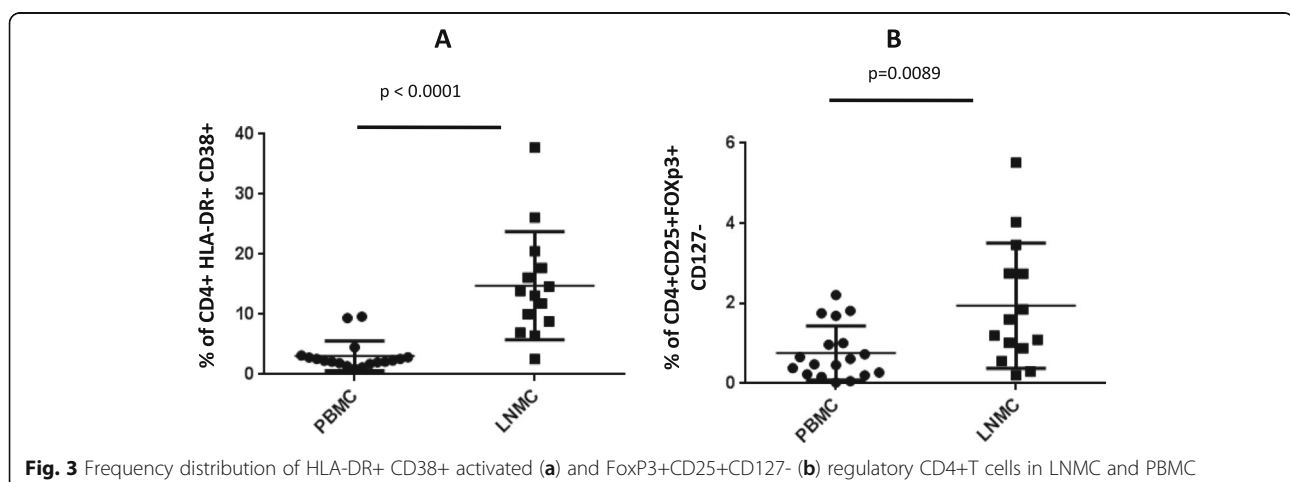 A
p < 0.0001
% of CD4+ HLA-DR+ CD38+
40
30
20
10
0
PBMC
LNMC
B
p=0.0089
% of CD4+CD25+FOXp3+
CD127-
6
4
2
0
PBMC
LNMC
Fig. 3 Frequency distribution of HLA-DR+ CD38+ activated (a) and FoxP3+CD25+CD127- (b) regulatory CD4+T cells in LNMC and PBMC